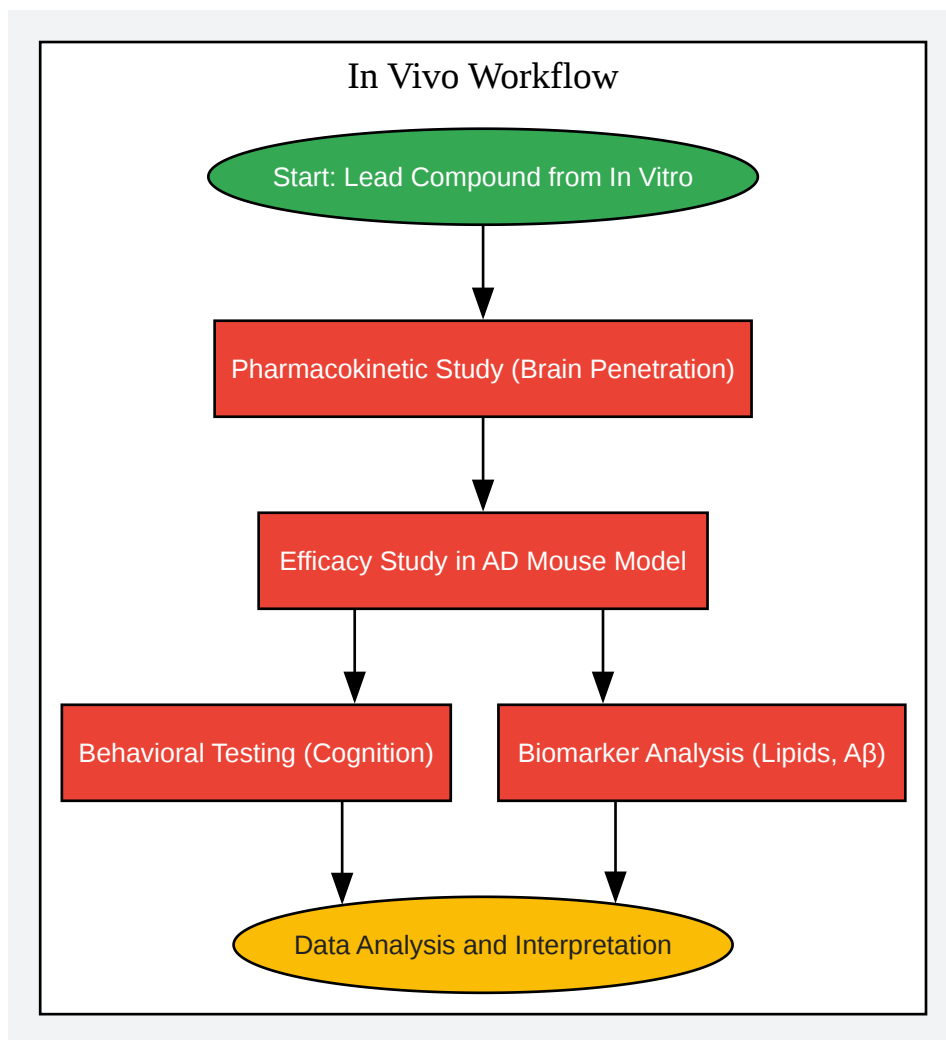 In Vivo Workflow
Start: Lead Compound from In Vitro
Pharmacokinetic Study (Brain Penetration)
Efficacy Study in AD Mouse Model
Behavioral Testing (Cognition)
Biomarker Analysis (Lipids, Aβ)
Data Analysis and Interpretation